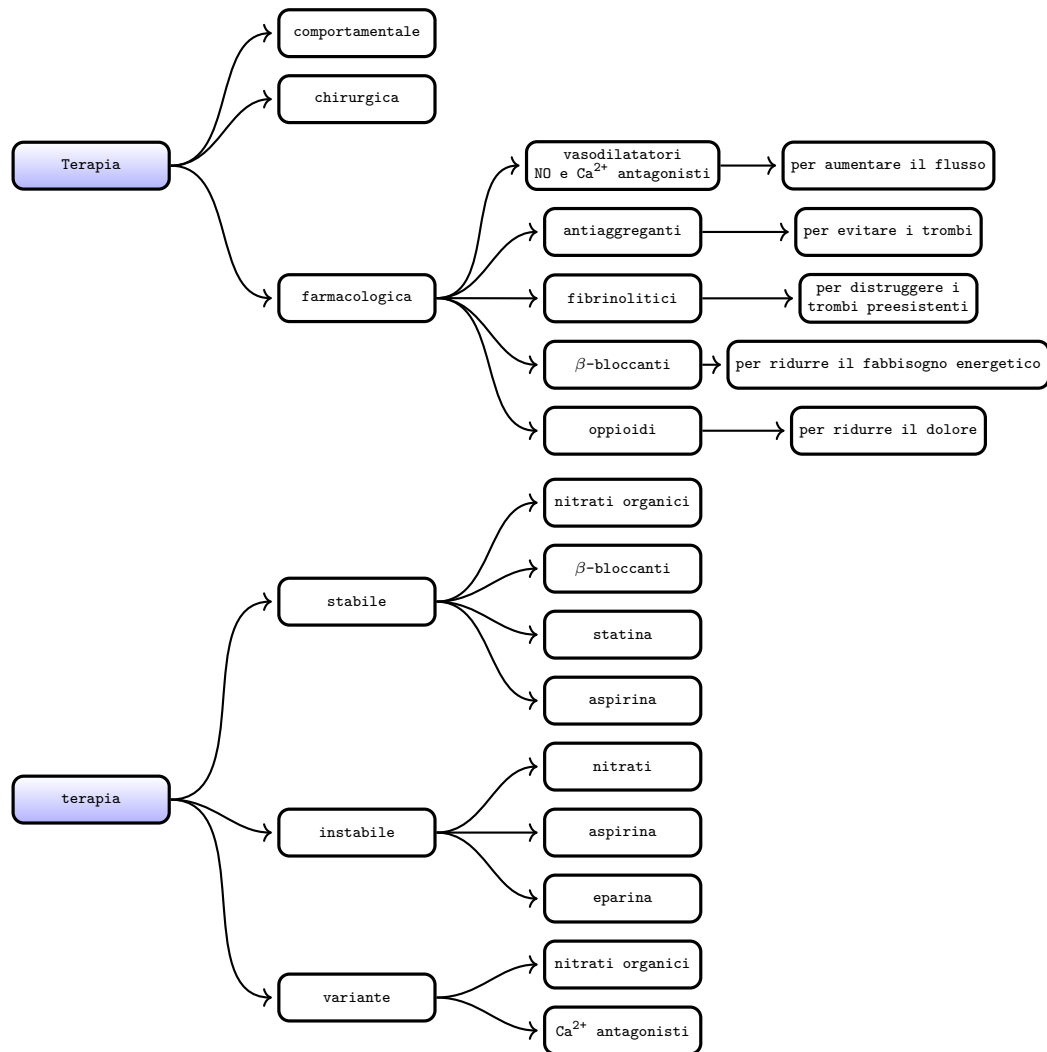 comportamentale
chirurgica
Terapia
vasodilatatori
NO e Ca²⁺ antagonisti
per aumentare il flusso
antiaggreganti
per evitare i trombi
farmacologica
fibrinolitici
per distruggere i
trombi preesistenti
β-bloccanti
per ridurre il fabbisogno energetico
oppioidi
per ridurre il dolore
nitrati organici
β-bloccanti
stabile
statina
aspirina
nitrati
terapia
instabile
aspirina
eparina
nitrati organici
variante
Ca²⁺ antagonisti